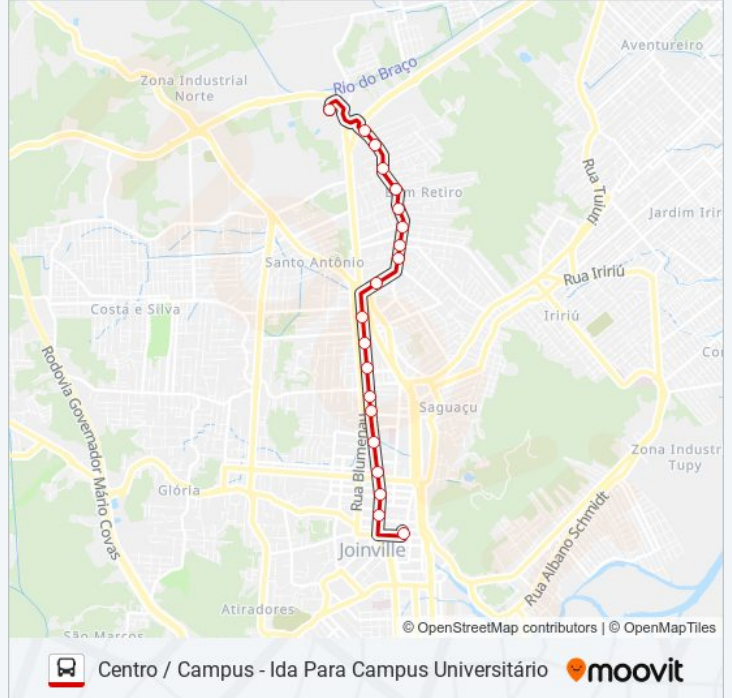 Aventureiro
Rio do Braço
Zona Industrial
Norte
Bom Retiro
Rua Tuiuti
Jardim Irir
Santo Antônio
Rua Iririú
Costa e Silva
Iririú
Rodovia Governador Mário Covas
Saguaçu
Rua Blumenau
Zona Industr
Tupy
Glória
Rua Albano Schmidt
Joinville
Atiradores
São Marcos
© OpenStreetMap contributors | © OpenMapTiles
Centro / Campus - Ida Para Campus Universitário
moovit